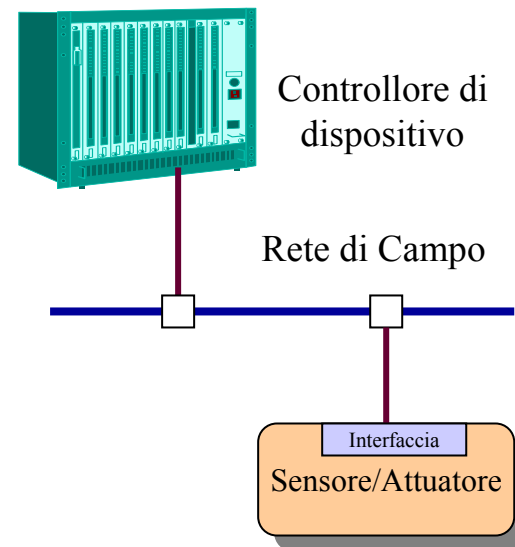 Controllore di
dispositivo
Rete di Campo
Interfaccia
Sensore/Attuatore